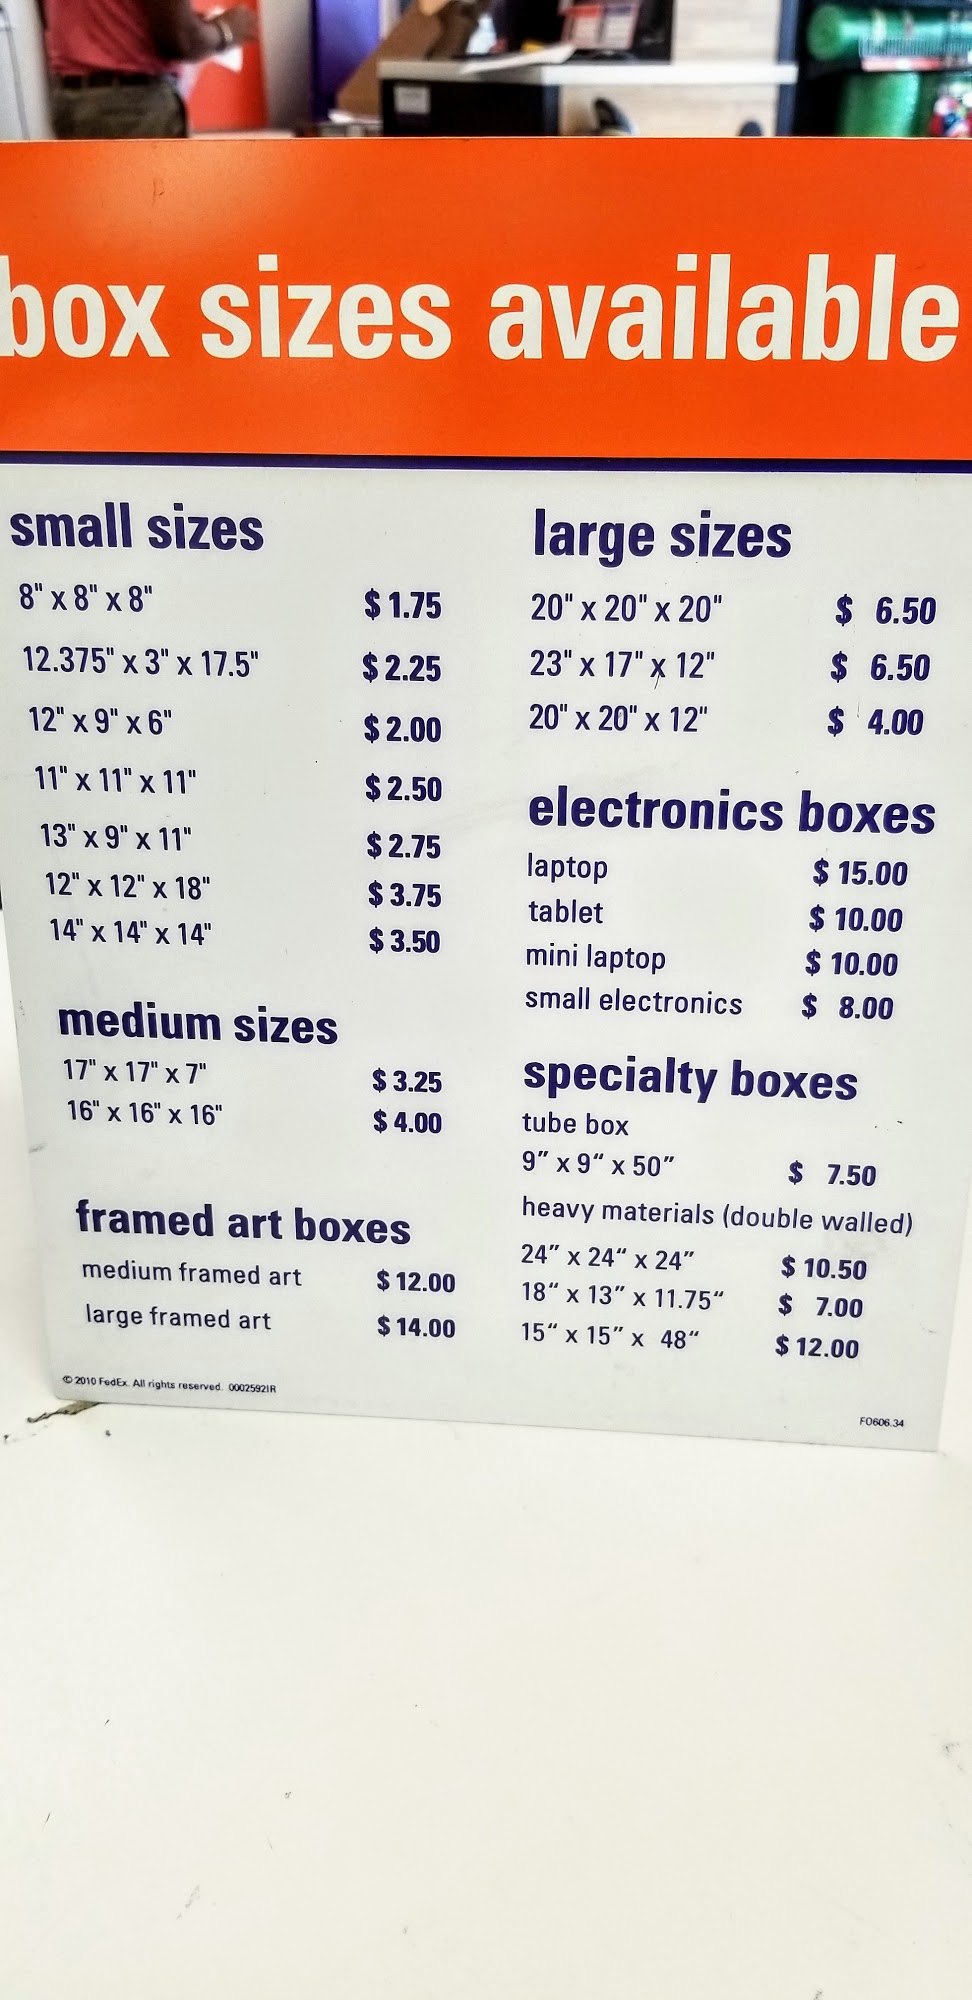 box sizes available
small sizes
8" x 8" x 8" $ 1.75
12.375" x 3" x 17.5" $ 2.25
12" x 9" x 6" $ 2.00
11" x 11" x 11" $ 2.50
13" x 9" x 11" $ 2.75
12" x 12" x 18" $ 3.75
14" x 14" x 14" $ 3.50
medium sizes
17" x 17" x 7" $ 3.25
16" x 16" x 16" $ 4.00
framed art boxes
medium framed art $ 12.00
large framed art $ 14.00
large sizes
20" x 20" x 20" $ 6.50
23" x 17" x 12" $ 6.50
20" x 20" x 12" $ 4.00
electronics boxes
laptop $ 15.00
tablet $ 10.00
mini laptop $ 10.00
small electronics $ 8.00
specialty boxes
tube box
9” x 9“ x 50” $ 7.50
heavy materials (double walled)
24” x 24“ x 24” $ 10.50
18“ x 13” x 11.75“ $ 7.00
15“ x 15” x 48“ $ 12.00
© 2010 FedEx. All rights reserved. 0002592IR
FO606.34